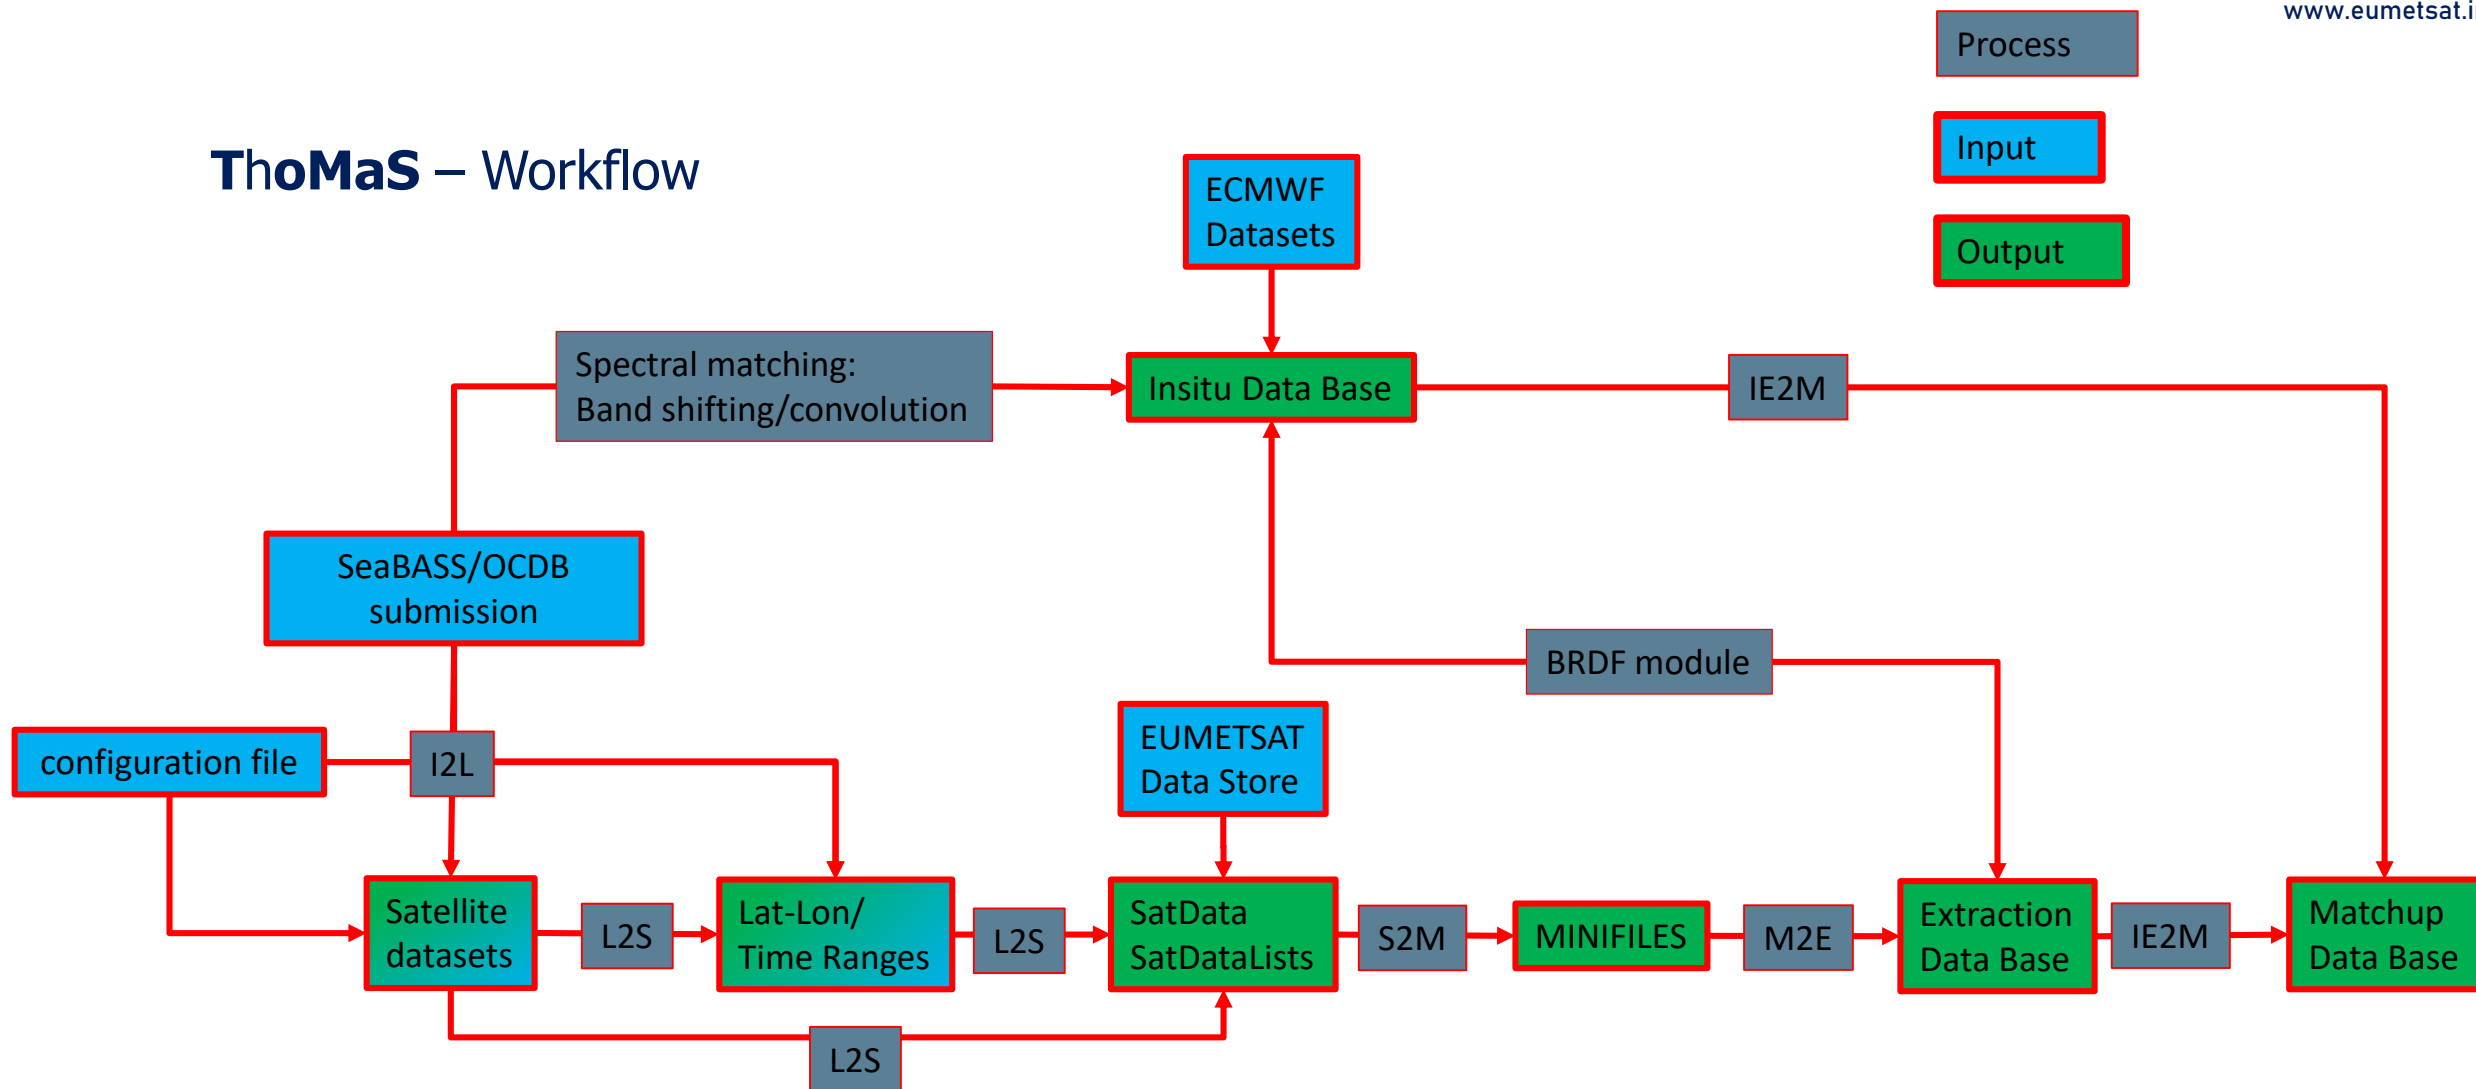 www.eumetsat.i
Process
Input
Output
ThoMaS – Workflow
ECMWF
Datasets
Spectral matching:
Band shifting/convolution
Insitu Data Base
IE2M
SeaBASS/OCDB
submission
BRDF module
configuration file
I2L
EUMETSAT
Data Store
Satellite
datasets
L2S
Lat-Lon/
Time Ranges
L2S
SatData
SatDataLists
S2M
MINIFILES
M2E
Extraction
Data Base
IE2M
Matchup
Data Base
L2S